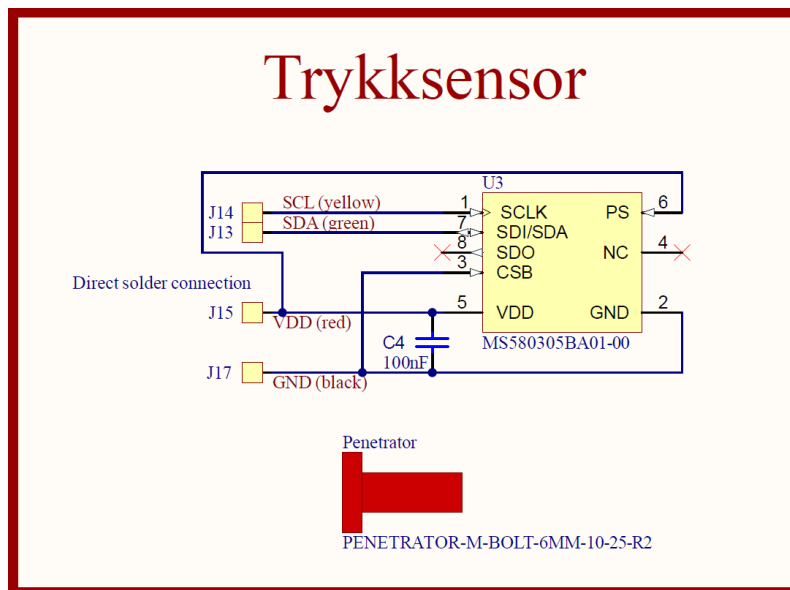 Trykksensor
U3
J14 SCL (yellow) 1 SCLK PS 6
J13 SDA (green) 7 SDI/SDA
8 SDO NC 4
3 CSB
Direct solder connection
J15 VDD (red) 5 VDD GND 2
C4 MS580305BA01-00
100nF
J17 GND (black)
Penetrator
PENETRATOR-M-BOLT-6MM-10-25-R2